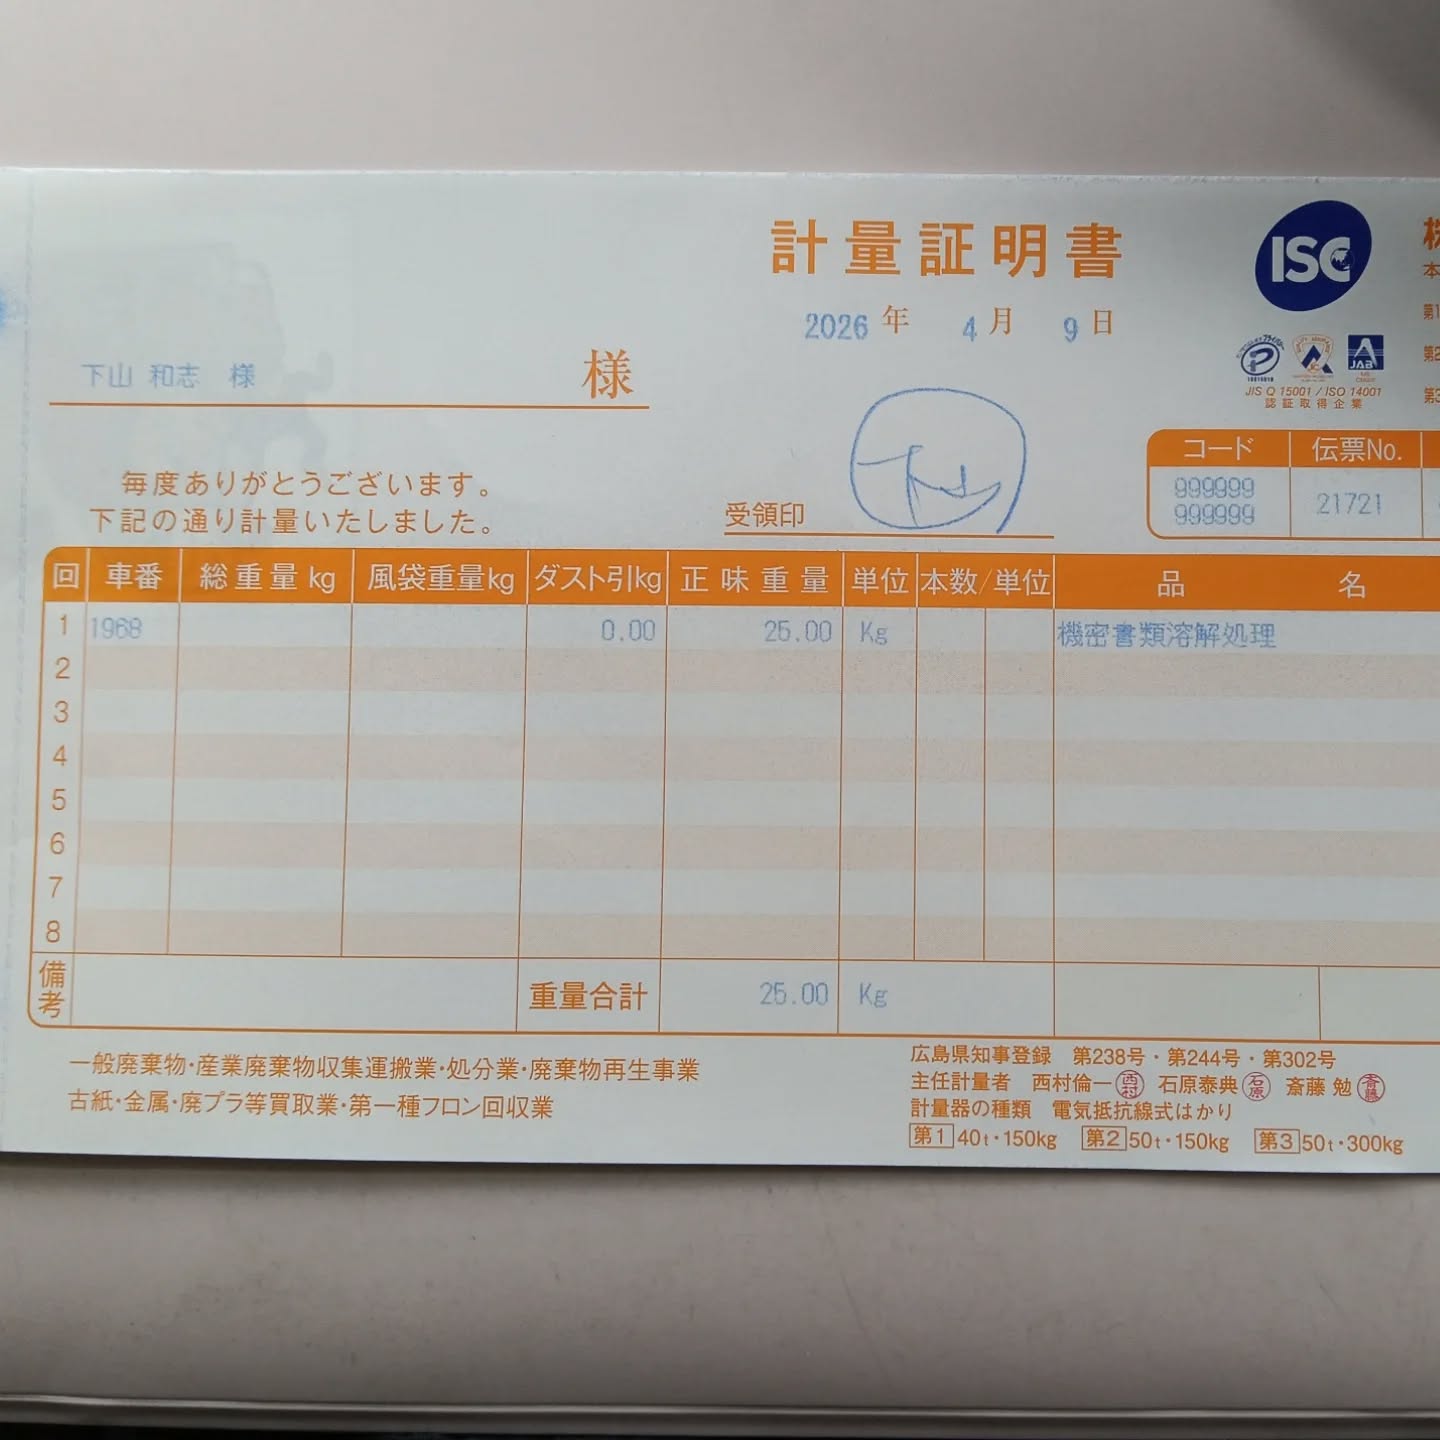 計量証明書
ISC
2026 年 4 月 9 日
下山 和志 様
様
JAB
JIS Q 15001 / ISO 14001
認証取得企業
毎度ありがとうございます。
下記の通り計量いたしました。
受領印
下山
コード 伝票No.
999999
999999
21721
回 車番 総重量kg 風袋重量kg ダスト引kg 正味重量 単位 本数/単位 品名
1 1968 0.00 25.00 Kg 機密書類溶解処理
2
3
4
5
6
7
8
備考 重量合計 25.00 Kg
一般廃棄物・産業廃棄物収集運搬業・処分業・廃棄物再生事業
古紙・金属・廃プラ等買取業・第一種フロン回収業
広島県知事登録 第238号・第244号・第302号
主任計量者 西村倫一 西村 石原泰典 石原 斎藤 勉 斎藤
計量器の種類 電気抵抗線式はかり
第1 40t・150kg 第2 50t・150kg 第3 50t・300kg